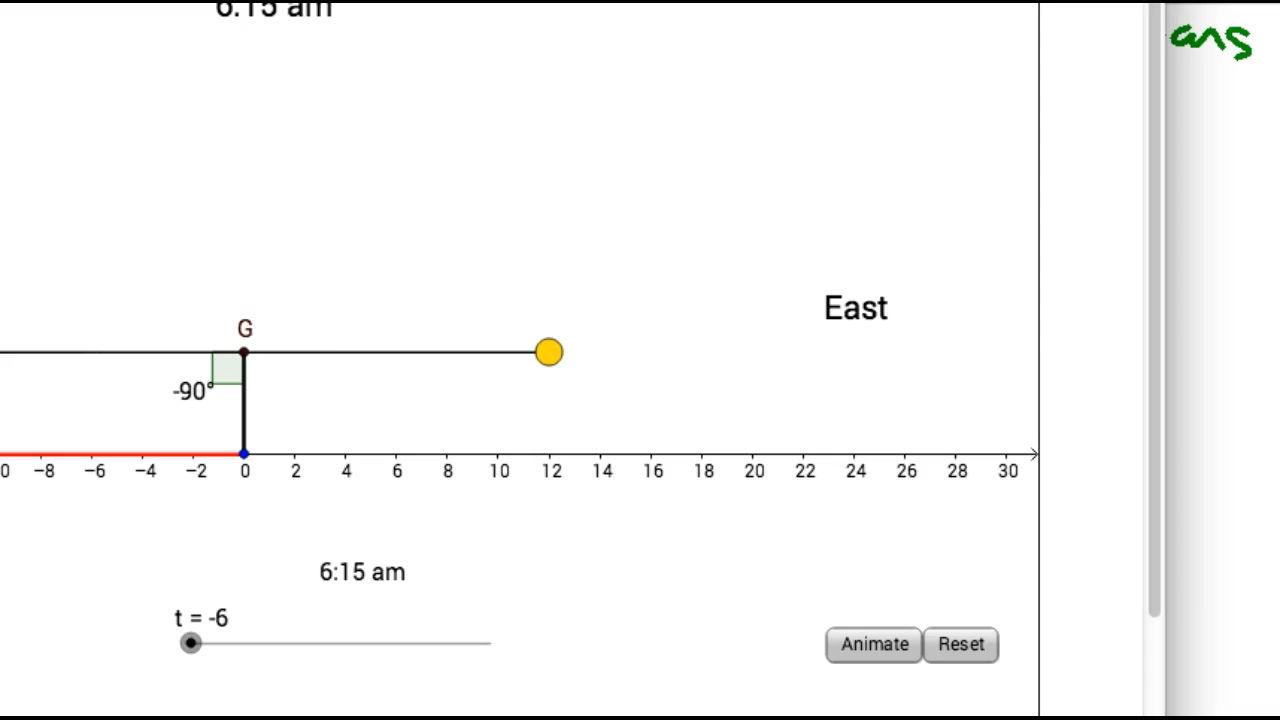 6:15 am
ans
East
G
-90°
0 −8 −6 −4 −2 0 2 4 6 8 10 12 14 16 18 20 22 24 26 28 30
6:15 am
t = -6
Animate Reset